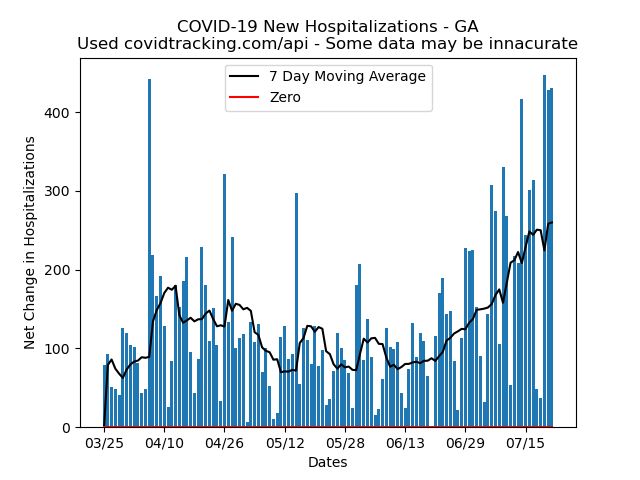 COVID-19 New Hospitalizations - GA
Used covidtracking.com/api - Some data may be innacurate
7 Day Moving Average
Zero
Net Change in Hospitalizations
400
300
200
100
0
03/25 04/10 04/26 05/12 05/28 06/13 06/29 07/15
Dates